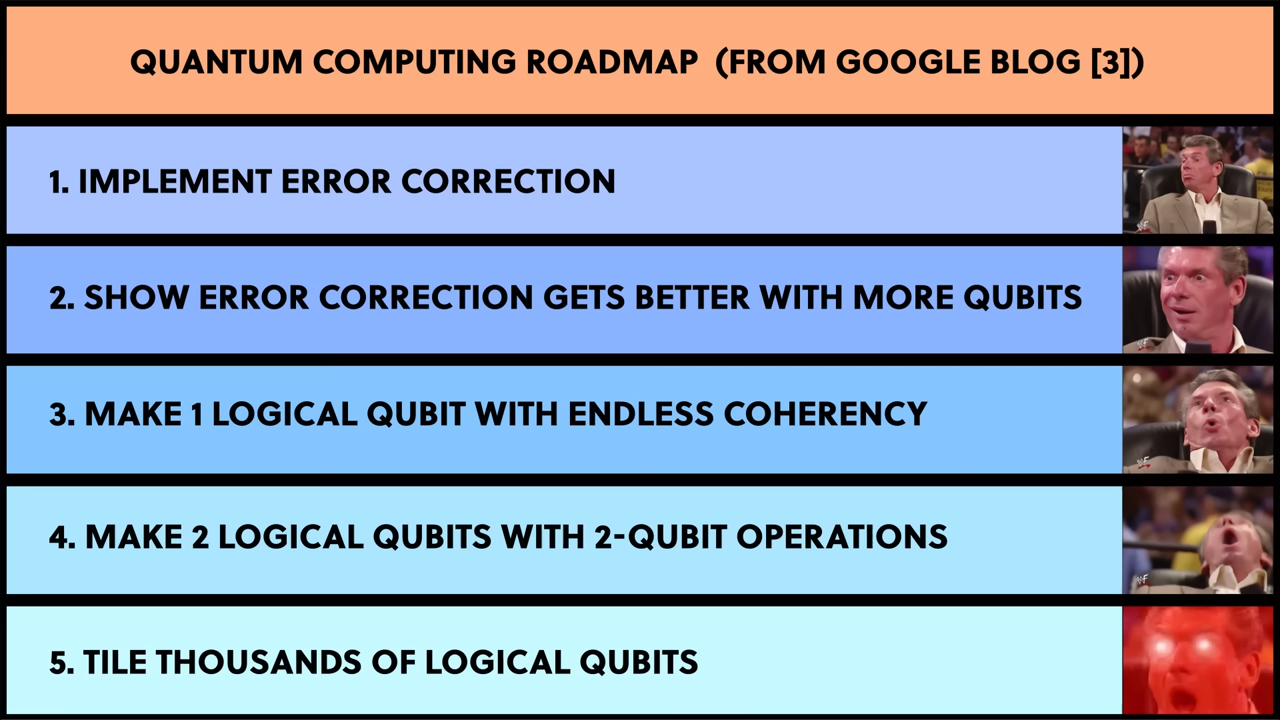 QUANTUM COMPUTING ROADMAP (FROM GOOGLE BLOG [3])
1. IMPLEMENT ERROR CORRECTION
2. SHOW ERROR CORRECTION GETS BETTER WITH MORE QUBITS
3. MAKE 1 LOGICAL QUBIT WITH ENDLESS COHERENCY
4. MAKE 2 LOGICAL QUBITS WITH 2-QUBIT OPERATIONS
5. TILE THOUSANDS OF LOGICAL QUBITS